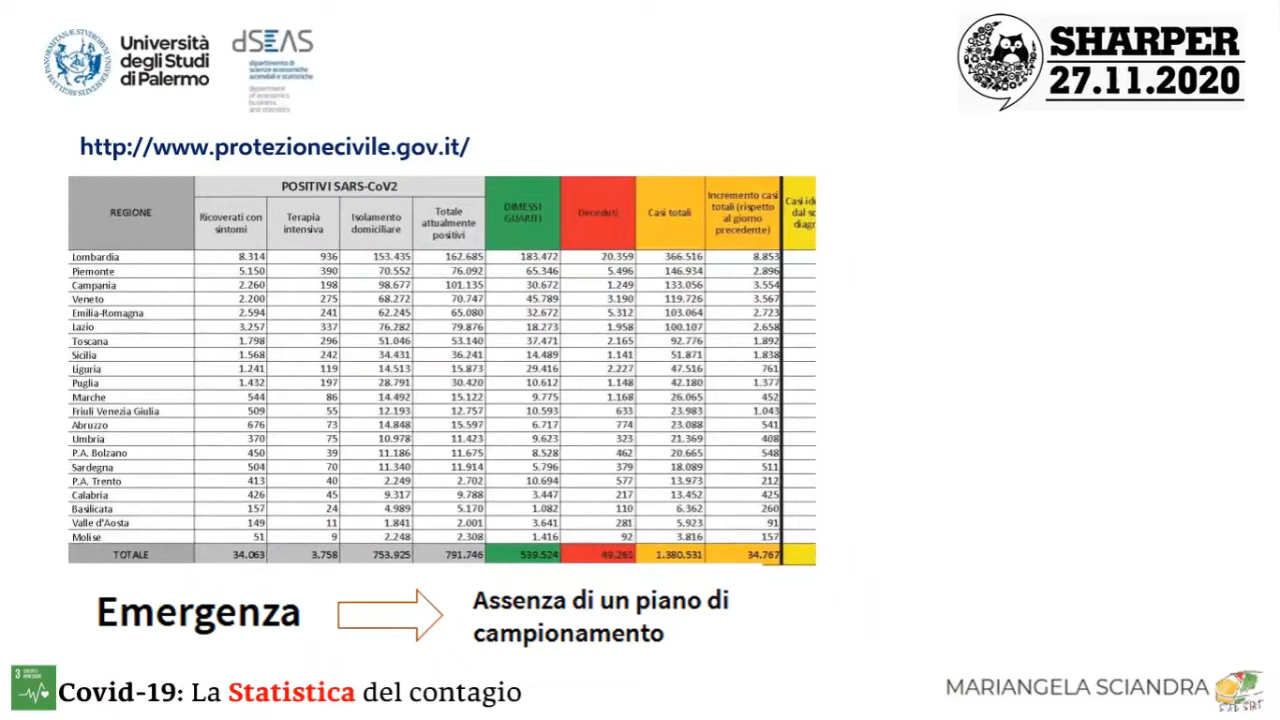 Università
degli Studi
di Palermo
dSEAS
dipartimento di
scienze economiche
aziendali e statistiche
department
of economics
business
and statistics
SHARPER
27.11.2020
http://www.protezionecivile.gov.it/
REGIONE
POSITIVI SARS-CoV2
Ricoverati con sintomi
Terapia intensiva
Isolamento domiciliare
Totale attualmente positivi
DIMESSI GUARITI
Deceduti
Casi totali
Incremento casi totali (rispetto al giorno precedente)
Lombardia 8.314 936 153.435 162.685 183.472 20.359 366.516 8.853
Piemonte 5.150 390 70.552 76.092 65.346 5.496 146.934 2.896
Campania 2.260 198 98.677 101.135 30.672 1.249 133.056 3.554
Veneto 2.200 275 68.272 70.747 45.789 3.190 119.726 3.567
Emilia-Romagna 2.594 241 62.245 65.080 32.672 5.312 103.064 2.723
Lazio 3.257 337 76.282 79.876 18.273 1.958 100.107 2.658
Toscana 1.798 296 51.046 53.140 37.471 2.165 92.776 1.892
Sicilia 1.568 242 34.431 36.241 14.489 1.141 51.871 1.838
Liguria 1.241 119 14.513 15.873 29.416 2.227 47.516 761
Puglia 1.432 197 28.791 30.420 10.612 1.148 42.180 1.377
Marche 544 86 14.492 15.122 9.775 1.168 26.065 452
Friuli Venezia Giulia 509 55 12.193 12.757 10.593 633 23.983 1.043
Abruzzo 676 73 14.848 15.597 6.717 774 23.088 541
Umbria 370 75 10.978 11.423 9.623 323 21.369 408
P.A. Bolzano 450 39 11.186 11.675 8.528 462 20.665 548
Sardegna 504 70 11.340 11.914 5.796 379 18.089 511
P.A. Trento 413 40 2.249 2.702 10.694 577 13.973 212
Calabria 426 45 9.317 9.788 3.447 217 13.452 425
Basilicata 157 24 4.989 5.170 1.082 110 6.362 260
Valle d'Aosta 149 11 1.841 2.001 3.641 281 5.923 91
Molise 51 9 2.248 2.308 1.416 92 3.816 157
TOTALE 34.063 3.758 753.925 791.746 539.524 49.261 1.380.531 34.767
Emergenza
Assenza di un piano di
campionamento
3
Covid-19: La Statistica del contagio
MARIANGELA SCIANDRA